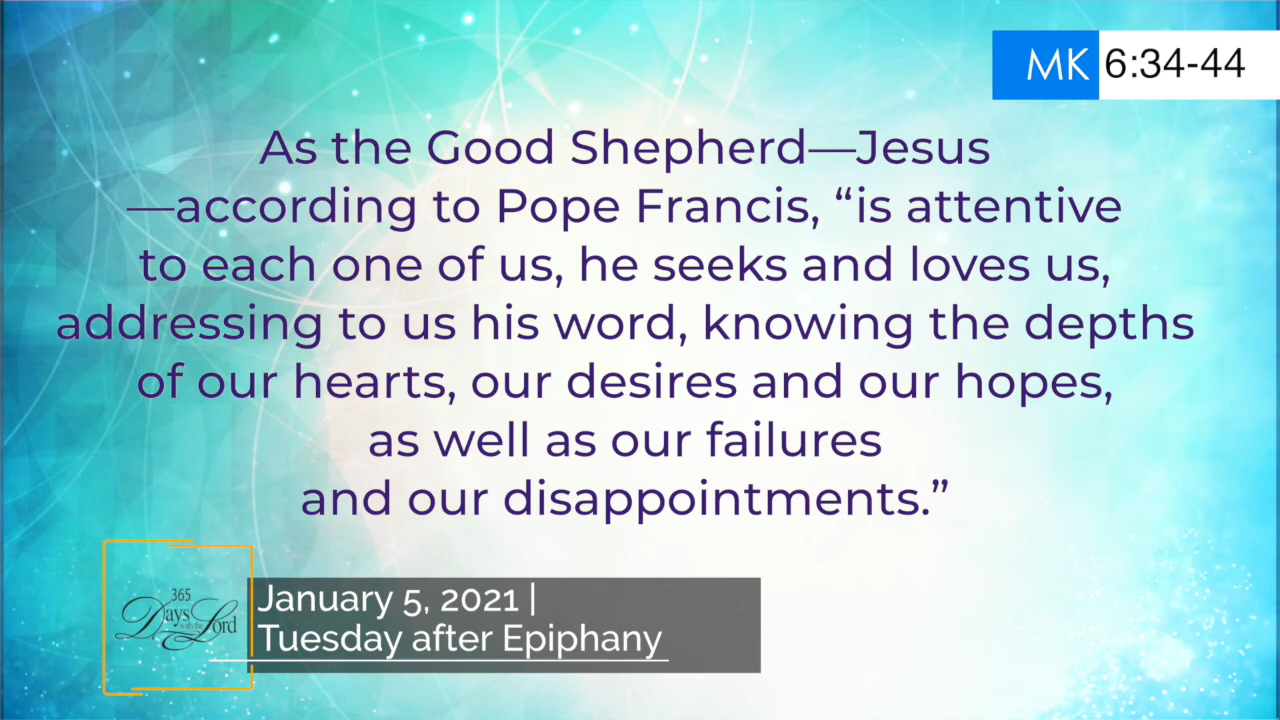 MK 6:34-44
As the Good Shepherd—Jesus
—according to Pope Francis, “is attentive
to each one of us, he seeks and loves us,
addressing to us his word, knowing the depths
of our hearts, our desires and our hopes,
as well as our failures
and our disappointments.”
365
Days with the Lord
January 5, 2021 |
Tuesday after Epiphany